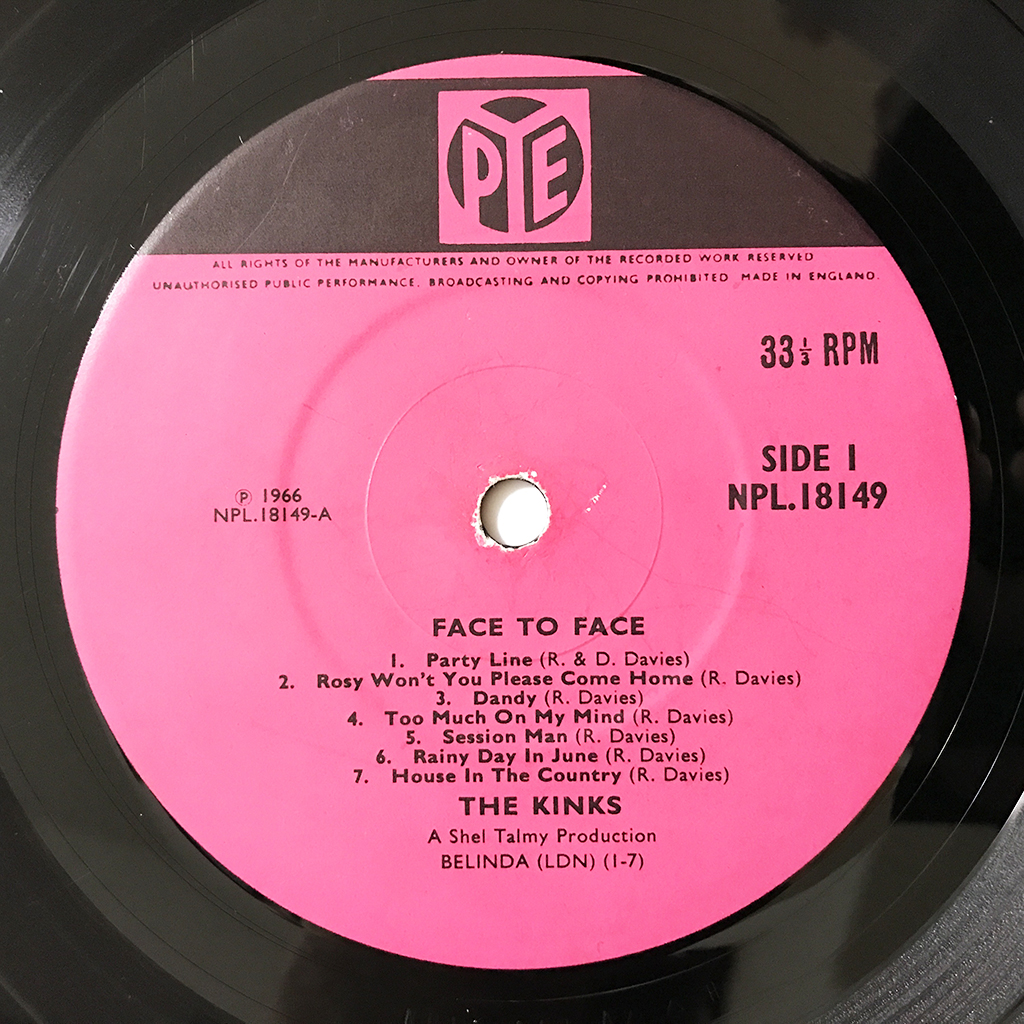 PYE
ALL RIGHTS OF THE MANUFACTURERS AND OWNER OF THE RECORDED WORK RESERVED
UNAUTHORISED PUBLIC PERFORMANCE, BROADCASTING AND COPYING PROHIBITED MADE IN ENGLAND.
33⅓ RPM
SIDE 1
NPL.18149
℗ 1966
NPL.18149-A
FACE TO FACE
1. Party Line (R. & D. Davies)
2. Rosy Won't You Please Come Home (R. Davies)
3. Dandy (R. Davies)
4. Too Much On My Mind (R. Davies)
5. Session Man (R. Davies)
6. Rainy Day In June (R. Davies)
7. House In The Country (R. Davies)
THE KINKS
A Shel Talmy Production
BELINDA (LDN) (1-7)